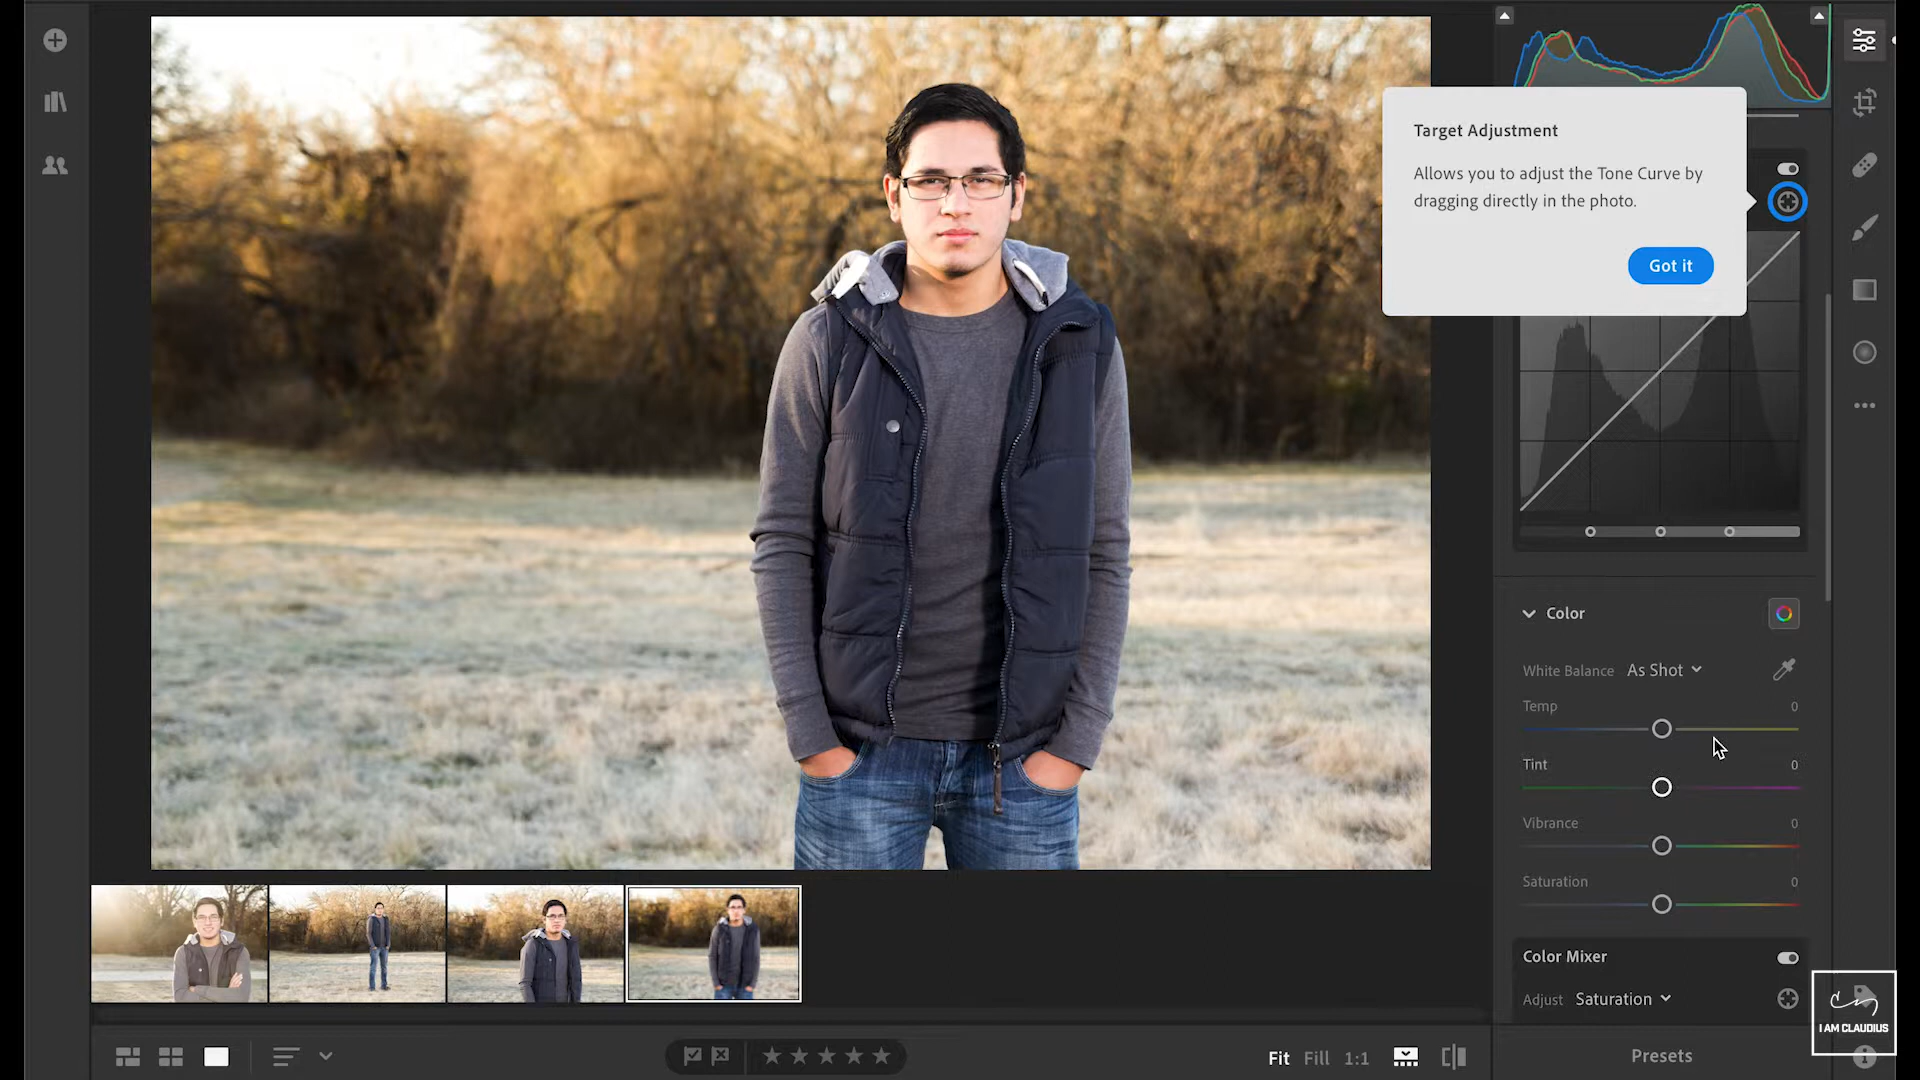 Target Adjustment
Allows you to adjust the Tone Curve by
dragging directly in the photo.
Got it
Color
White Balance As Shot
Temp 0
Tint 0
Vibrance 0
Saturation 0
Color Mixer
Adjust Saturation
I AM CLAUDIUS
Fit Fill 1:1
Presets